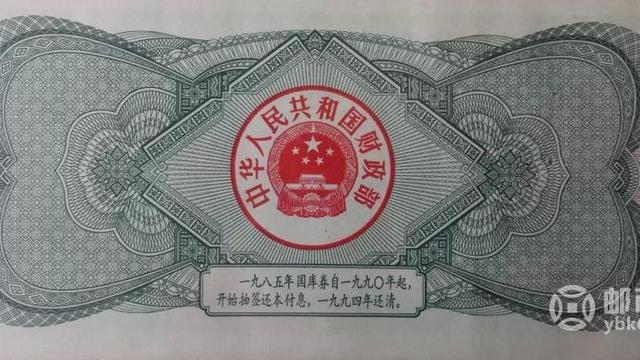 中华人民共和国财政部
一九八五年国库券自一九九〇年起，
开始抽签还本付息，一九九四年还清。
邮
ybk